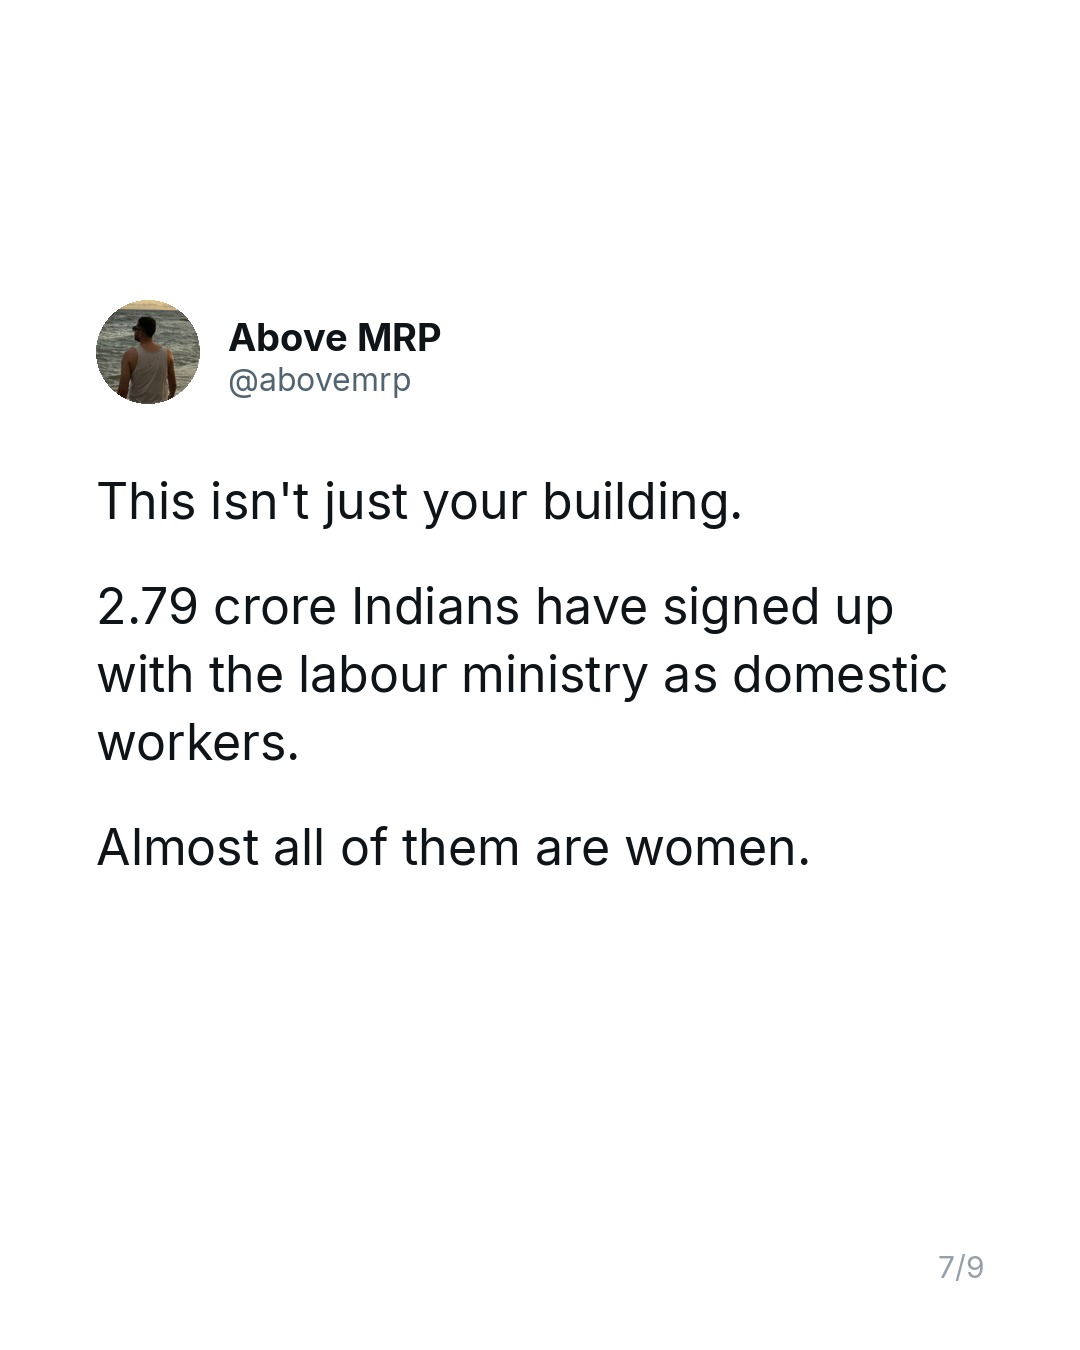 Above MRP
@abovemrp
This isn't just your building.
2.79 crore Indians have signed up
with the labour ministry as domestic
workers.
Almost all of them are women.
7/9